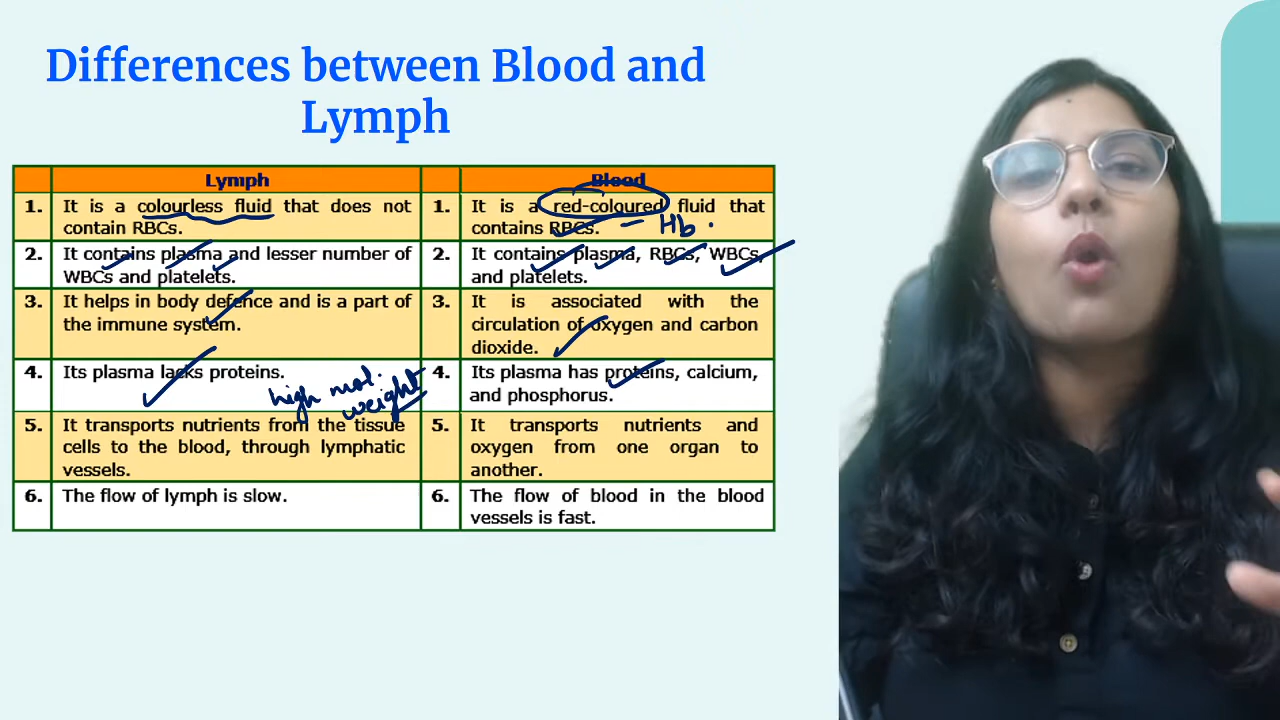 Differences between Blood and
Lymph
Lymph
Blood
1. It is a colourless fluid that does not
contain RBCs.
1. It is a red-coloured fluid that
contains RBCs.
Hb.
2. It contains plasma and lesser number of
WBCs and platelets.
2. It contains plasma, RBCs, WBCs,
and platelets.
3. It helps in body defence and is a part of
the immune system.
3. It is associated with the
circulation of oxygen and carbon
dioxide.
4. Its plasma lacks proteins.
high mol.
weight
4. Its plasma has proteins, calcium,
and phosphorus.
5. It transports nutrients from the tissue
cells to the blood, through lymphatic
vessels.
5. It transports nutrients and
oxygen from one organ to
another.
6. The flow of lymph is slow.
6. The flow of blood in the blood
vessels is fast.